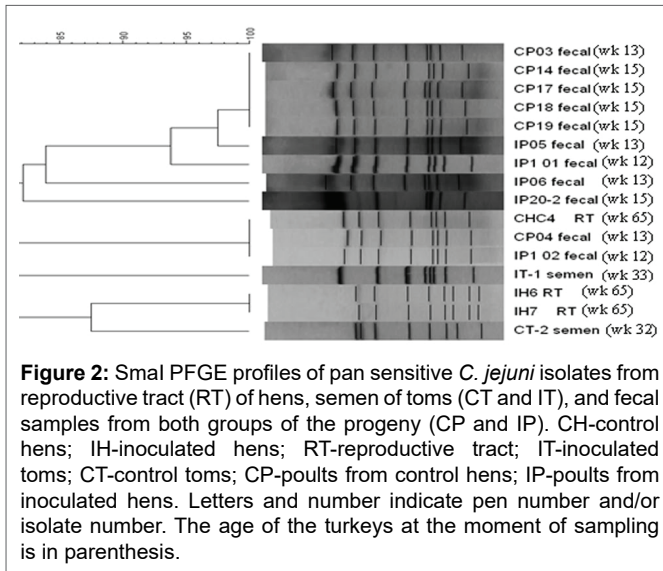 85 90 95 100
CP03 fecal (wk 13)
CP14 fecal (wk 15)
CP17 fecal (wk 15)
CP18 fecal (wk 15)
CP19 fecal (wk 15)
IP05 fecal (wk 13)
IP1 01 fecal (wk 12)
IP06 fecal (wk 13)
IP20-2 fecal (wk 15)
CHC4 RT (wk 65)
CP04 fecal (wk 13)
IP1 02 fecal (wk 12)
IT-1 semen (wk 33)
IH6 RT (wk 65)
IH7 RT (wk 65)
CT-2 semen (wk 32)
Figure 2: SmaI PFGE profiles of pan sensitive C. jejuni isolates from
reproductive tract (RT) of hens, semen of toms (CT and IT), and fecal
samples from both groups of the progeny (CP and IP). CH-control
hens; IH-inoculated hens; RT-reproductive tract; IT-inoculated
toms; CT-control toms; CP-poults from control hens; IP-poults from
inoculated hens. Letters and number indicate pen number and/or
isolate number. The age of the turkeys at the moment of sampling
is in parenthesis.